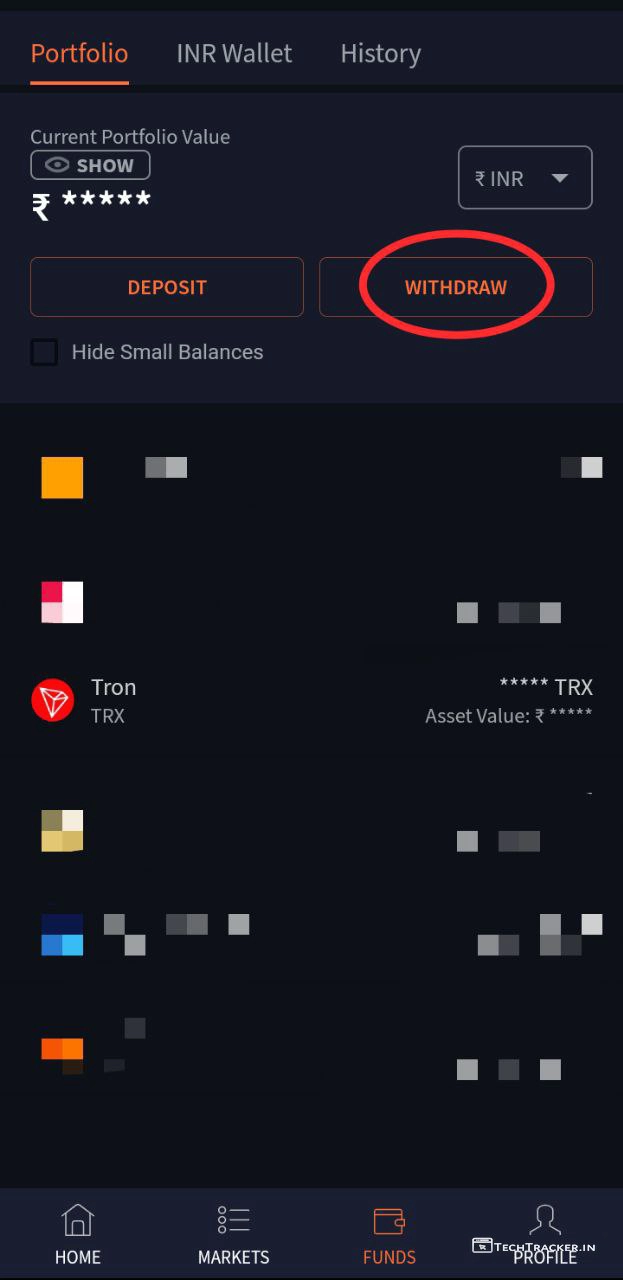 Portfolio INR Wallet History
Current Portfolio Value
SHOW
₹ *****
₹ INR
DEPOSIT WITHDRAW
Hide Small Balances
Tron ***** TRX
TRX Asset Value: ₹ *****
HOME MARKETS FUNDS PROFILE
TECHTRACKER.IN